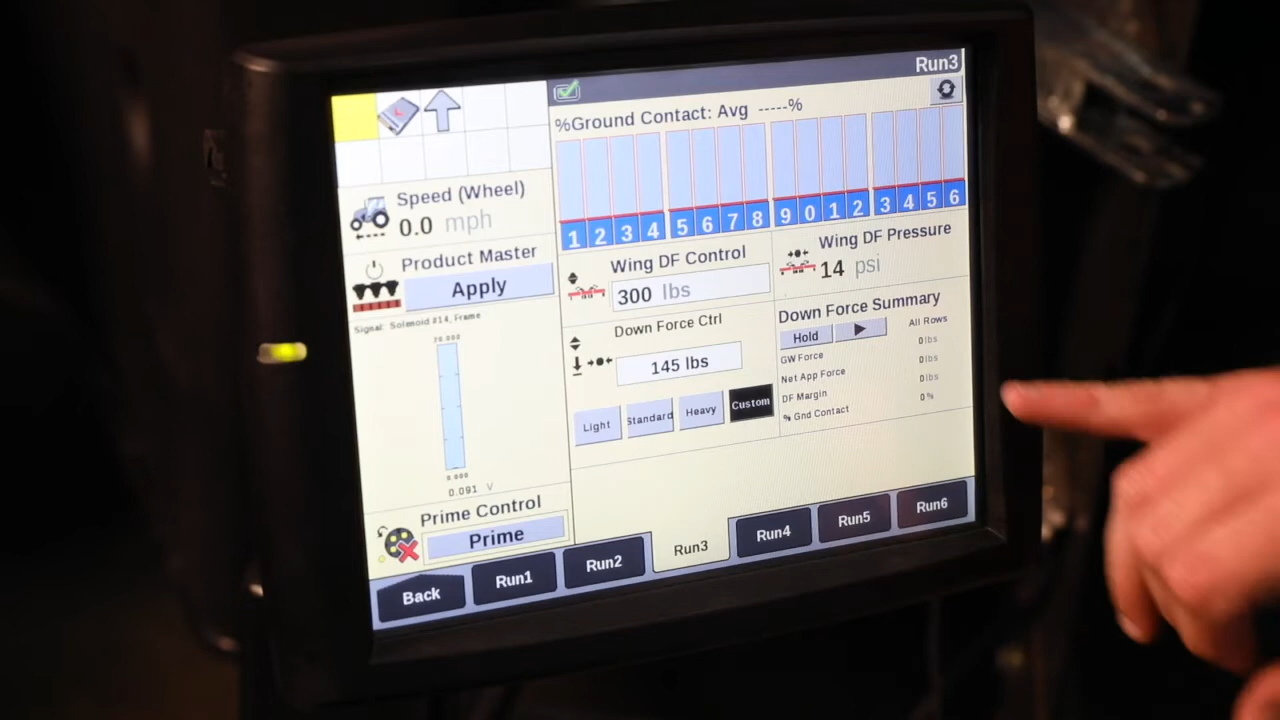 Run3
%Ground Contact: Avg -----%
1 2 3 4 5 6 7 8 9 0 1 2 3 4 5 6
Speed (Wheel)
0.0 mph
Product Master
Apply
Signal: Solenoid #14, Frame
20.000
0.000
0.091 V
Prime Control
Prime
Wing DF Control
300 lbs
Wing DF Pressure
14 psi
Down Force Ctrl
145 lbs
Light Standard Heavy Custom
Down Force Summary
Hold
All Rows
GW Force 0 lbs
Net App Force 0 lbs
DF Margin 0 lbs
% Gnd Contact 0 %
Back Run1 Run2 Run3 Run4 Run5 Run6